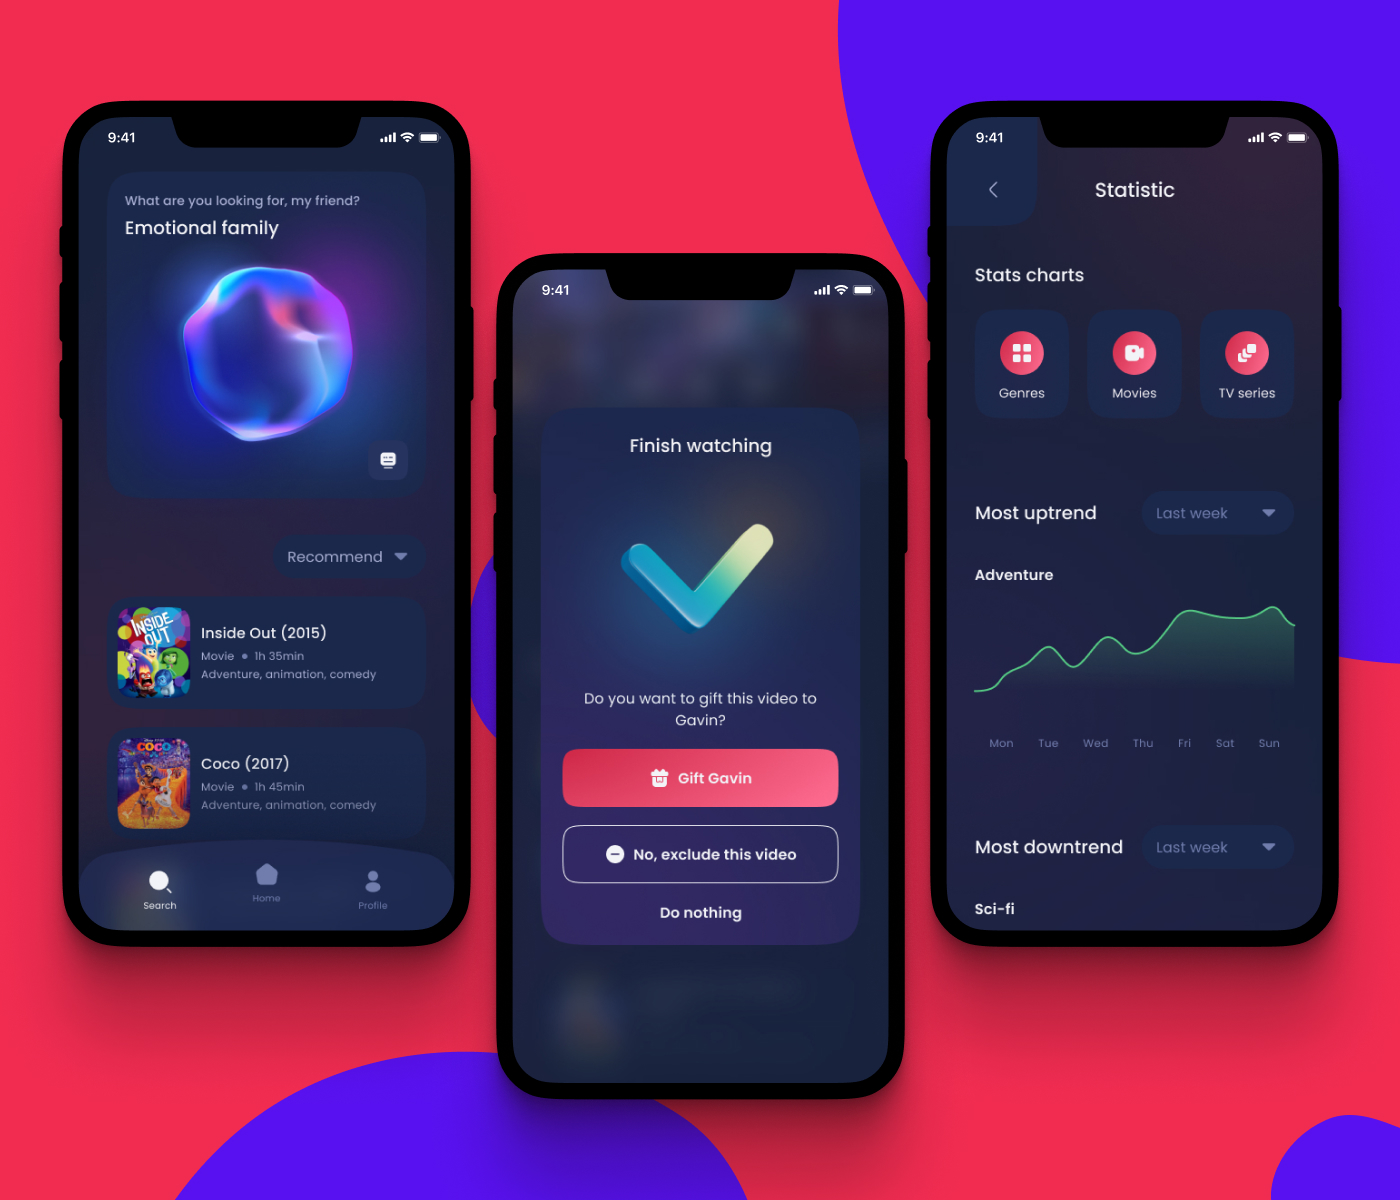 9:41
What are you looking for, my friend?
Emotional family
Recommend
INSIDE
OUT
Inside Out (2015)
Movie • 1h 35min
Adventure, animation, comedy
COCO
Coco (2017)
Movie • 1h 45min
Adventure, animation, comedy
Search
Home
Profile
9:41
Finish watching
Do you want to gift this video to
Gavin?
Gift Gavin
No, exclude this video
Do nothing
9:41
Statistic
Stats charts
Genres
Movies
TV series
Most uptrend
Last week
Adventure
Mon Tue Wed Thu Fri Sat Sun
Most downtrend
Last week
Sci-fi